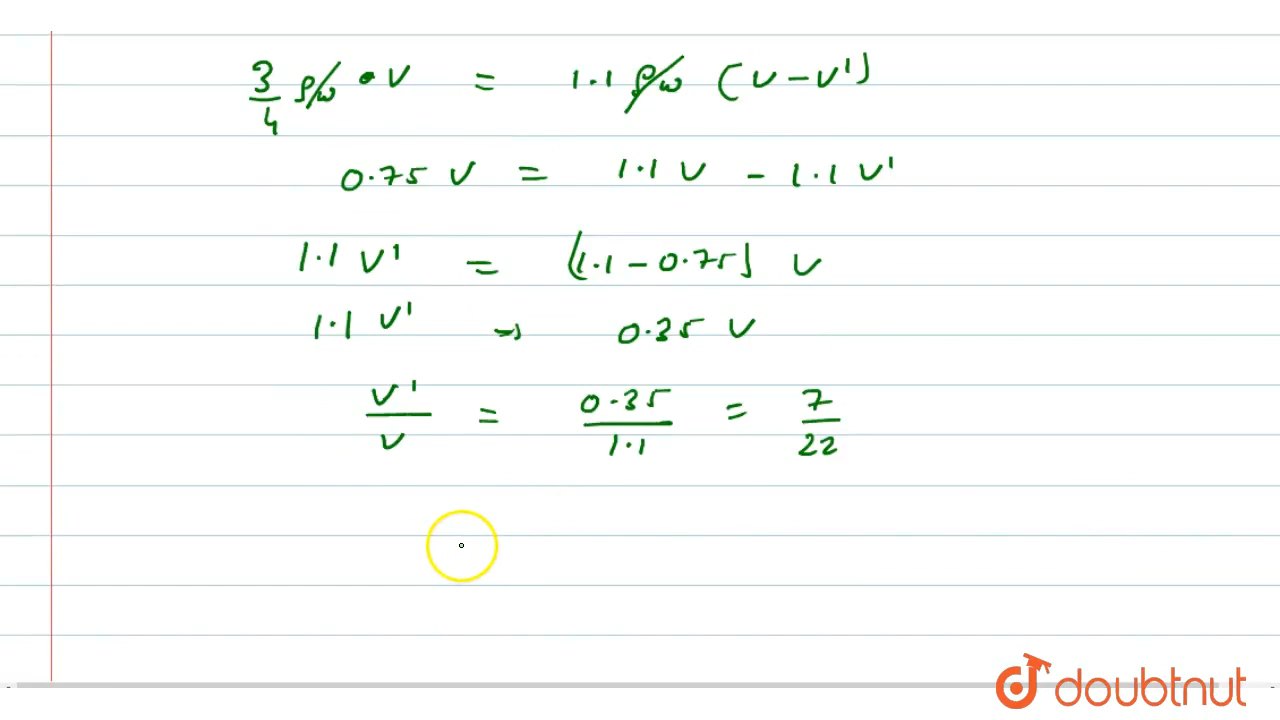 3/4 ρw · V = 1.1 ρw (V – V')
0.75 V = 1.1 V – 1.1 V'
1.1 V' = (1.1 – 0.75) V
1.1 V' → 0.35 V
V'/V = 0.35/1.1 = 7/22
doubtnut